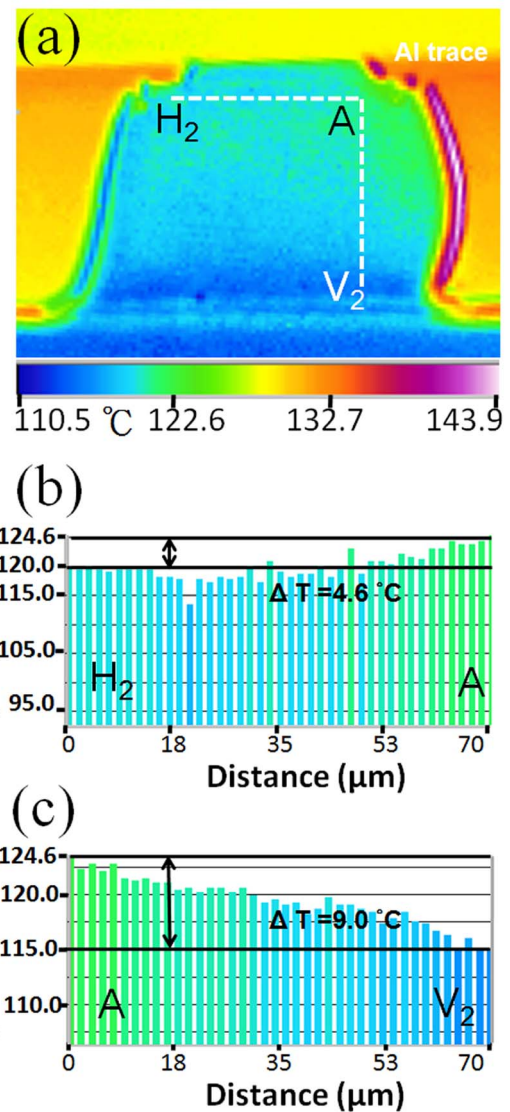 (a)
Al trace
H2
A
V2
110.5 ℃ 122.6 132.7 143.9
(b)
124.6
120.0
115.0
Δ T =4.6 °C
105.0
H2
A
95.0
0 18 35 53 70
Distance (μm)
(c)
124.6
120.0
Δ T =9.0 °C
115.0
110.0
A
V2
0 18 35 53 70
Distance (μm)